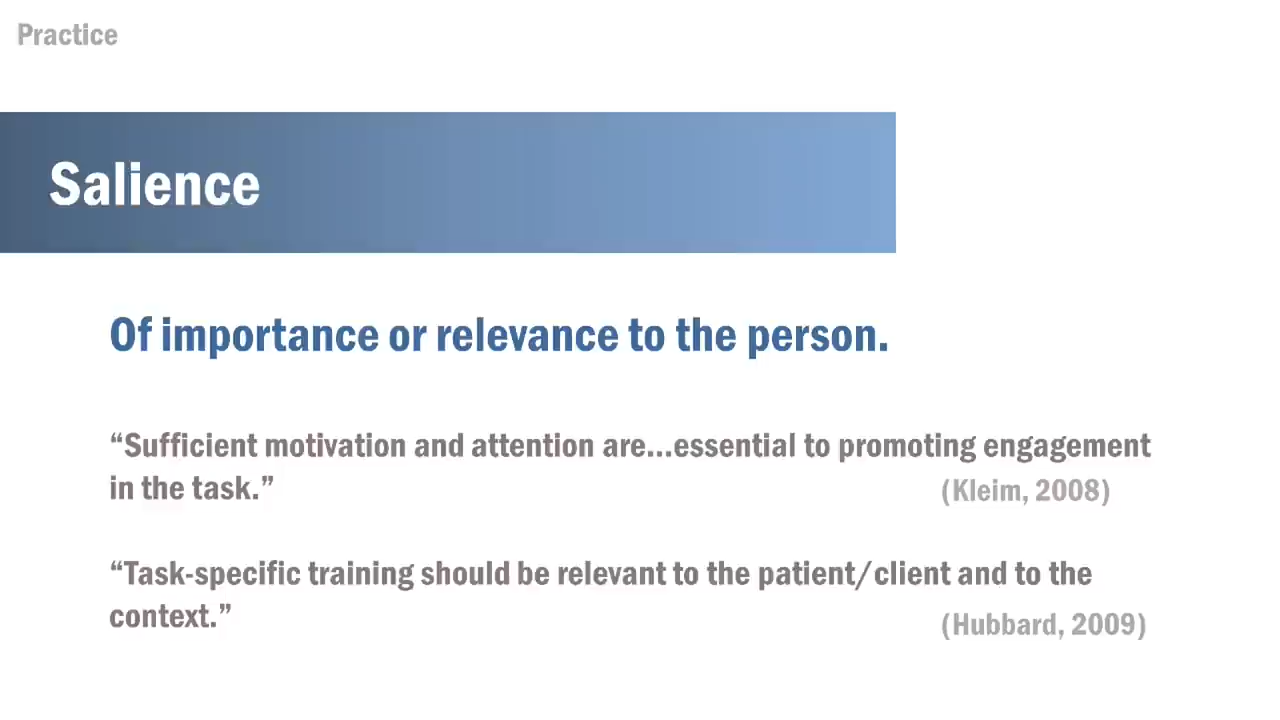 Practice
Salience
Of importance or relevance to the person.
“Sufficient motivation and attention are...essential to promoting engagement
in the task.”
(Kleim, 2008)
“Task-specific training should be relevant to the patient/client and to the
context.”
(Hubbard, 2009)